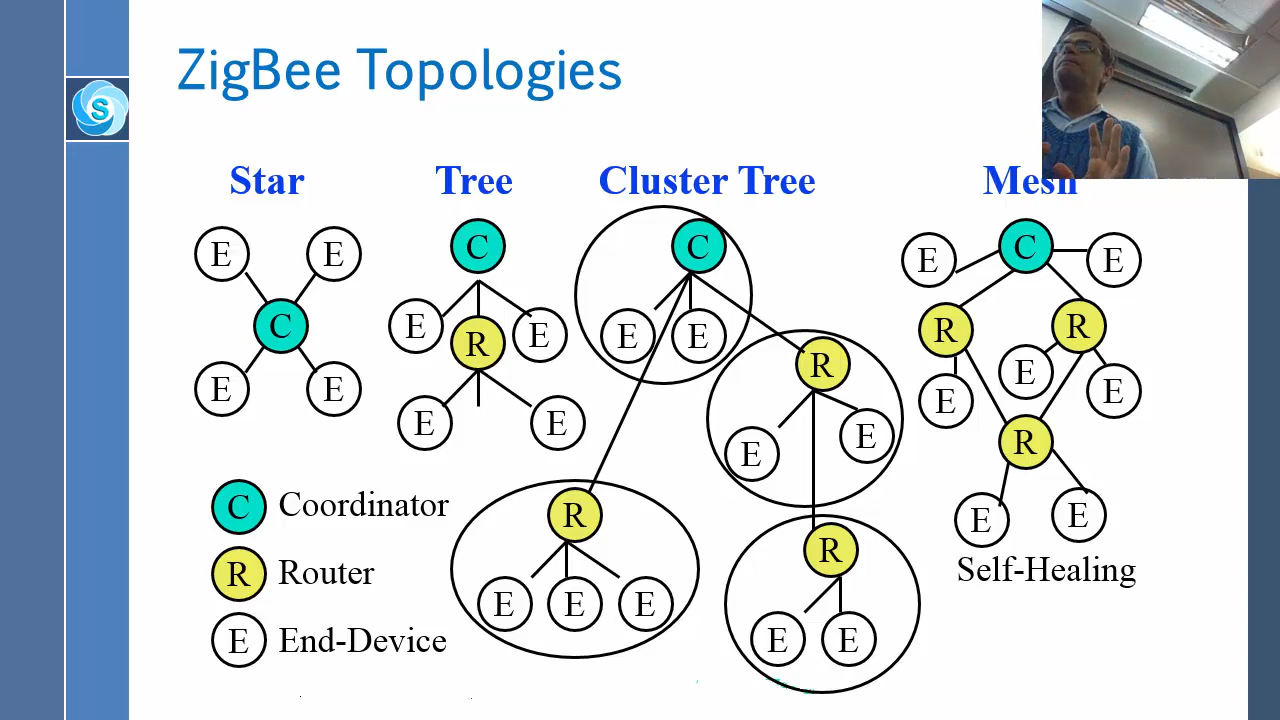 ZigBee Topologies
S
Star
Tree
Cluster Tree
Mesh
E
E
C
E
E
C
E
R
E
E
E
C
E
E
R
E
E
R
E
E
E
R
E
E
E
C
E
R
R
E
E
E
R
E
E
Self-Healing
C Coordinator
R Router
E End-Device